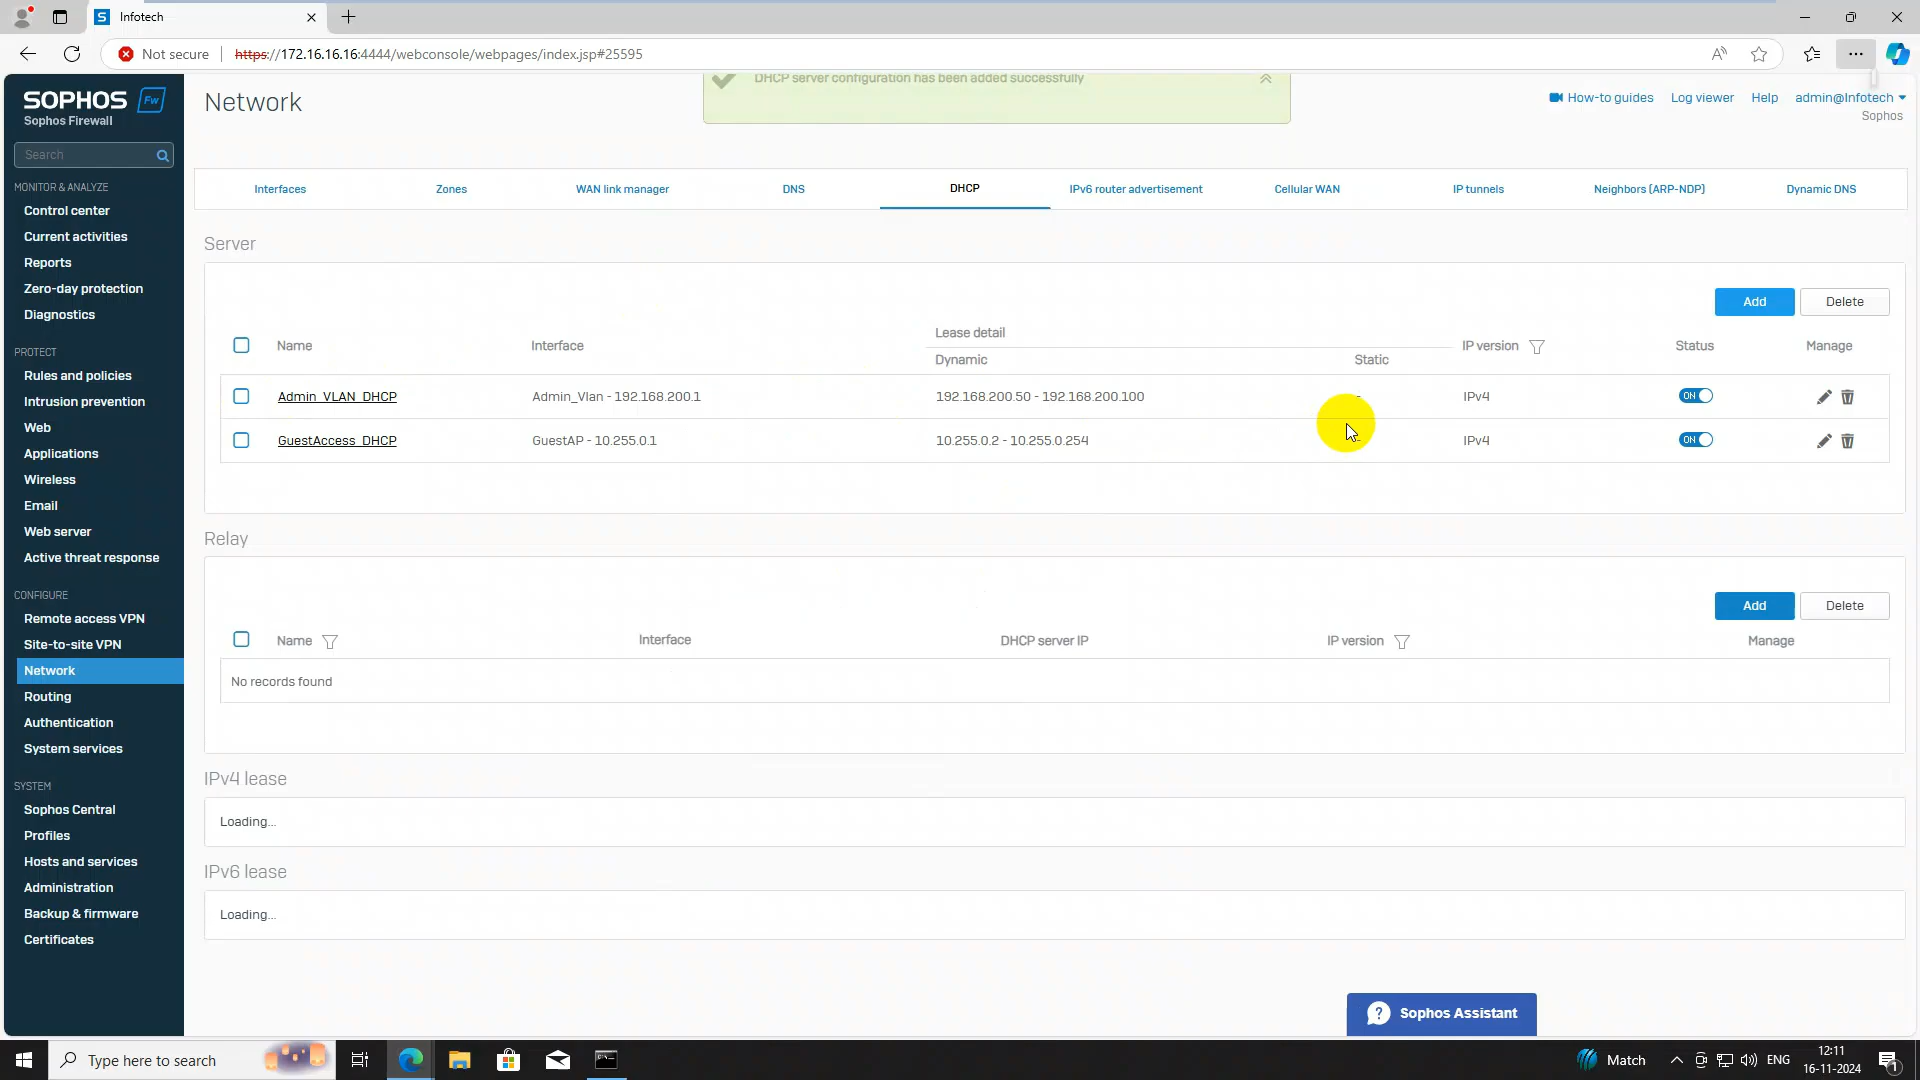 Infotech
Not secure https://172.16.16.16:4444/webconsole/webpages/index.jsp#25595
SOPHOS Fw
Sophos Firewall
Search
MONITOR & ANALYZE
Control center
Current activities
Reports
Zero-day protection
Diagnostics
PROTECT
Rules and policies
Intrusion prevention
Web
Applications
Wireless
Email
Web server
Active threat response
CONFIGURE
Remote access VPN
Site-to-site VPN
Network
Routing
Authentication
System services
SYSTEM
Sophos Central
Profiles
Hosts and services
Administration
Backup & firmware
Certificates
Network
DHCP server configuration has been added successfully
How-to guides Log viewer Help admin@Infotech
Sophos
Interfaces Zones WAN link manager DNS DHCP IPv6 router advertisement Cellular WAN IP tunnels Neighbors (ARP-NDP) Dynamic DNS
Server
Add Delete
Name Interface Lease detail IP version Status Manage
Dynamic Static
Admin_VLAN_DHCP Admin_Vlan - 192.168.200.1 192.168.200.50 - 192.168.200.100 - IPv4 ON
GuestAccess_DHCP GuestAP - 10.255.0.1 10.255.0.2 - 10.255.0.254 - IPv4 ON
Relay
Add Delete
Name Interface DHCP server IP IP version Manage
No records found
IPv4 lease
Loading...
IPv6 lease
Loading...
? Sophos Assistant
Type here to search
Match ENG 12:11
16-11-2024
1